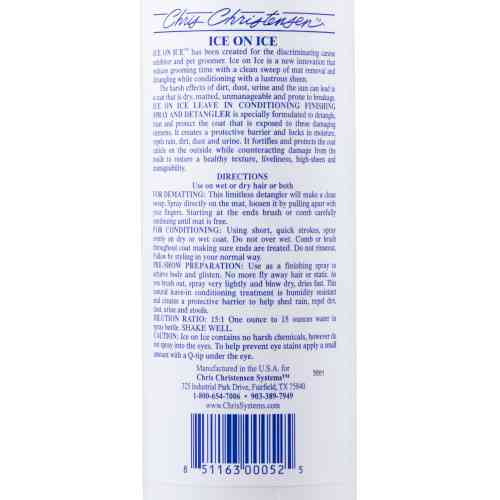 Chris Christensen™
ICE ON ICE
ICE ON ICE™ has been created for the discriminating canine
exhibitor and pet groomer. Ice on Ice is a new innovation that
reduces grooming time with a clean sweep of mat removal and
detangling while conditioning with a lustrous sheen.
The harsh effects of dirt, dust, urine and the sun can lead to
a coat that is dry, matted, unmanageable and prone to breakage.
ICE ON ICE LEAVE IN CONDITIONING FINISHING
SPRAY AND DETANGLER is specially formulated to detangle,
treat and protect the coat that is exposed to these damaging
elements. It creates a protective barrier and locks in moisture,
repels rain, dirt, dust and urine. It fortifies and protects the coat
cuticle on the outside while counteracting damage from the
inside to restore a healthy texture, liveliness, high-sheen and
manageability.
DIRECTIONS
Use on wet or dry hair or both
FOR DEMATTING: This limitless detangler will make a clean
sweep. Spray directly on the mat, loosen it by pulling apart with
your fingers. Starting at the ends brush or comb carefully
continuing until mat is free.
FOR CONDITIONING: Using short, quick strokes, spray
evenly on dry or wet coat. Do not over wet. Comb or brush
throughout coat making sure ends are treated. Do not rinseout.
Follow by styling in your normal way.
PRE-SHOW PREPARATION: Use as a finishing spray to
achieve body and glisten. No more fly away hair or static. As
you brush out, spray very lightly and blow dry, dries fast. This
natural leave-in conditioning treatment is humidity resistant
and creates a protective barrier to help shed rain, repel dirt,
dust, urine and stools.
DILUTION RATIO: 15:1 One ounce to 15 ounces water in
spray bottle. SHAKE WELL.
CAUTION: Ice on Ice contains no harsh chemicals, however do
not spray into the eyes. To help prevent eye stains apply a small
amount with a Q-tip under the eye.
Manufactured in the U.S.A. for
Chris Christensen Systems™
325 Industrial Park Drive, Fairfield, TX 75840
1-800-654-7006 • 903-389-7949
www.ChrisSystems.com
8 51163 00052 5